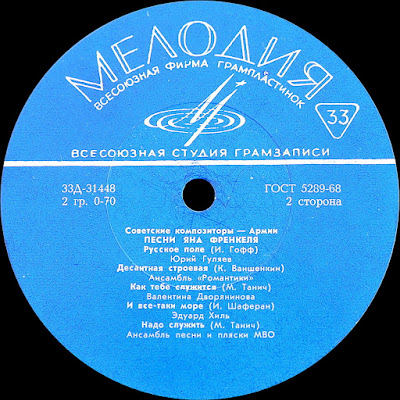 МЕЛОДИЯ
ВСЕСОЮЗНАЯ ФИРМА ГРАМПЛАСТИНОК
33
ВСЕСОЮЗНАЯ СТУДИЯ ГРАМЗАПИСИ
33Д-31448 ГОСТ 5289-68
2 гр. 0-70 2 сторона
Советские композиторы — Армии
ПЕСНИ ЯНА ФРЕНКЕЛЯ
Русское поле (И. Гофф)
Юрий Гуляев
Десантная строевая (К. Ваншенкин)
Ансамбль «Романтики»
Как тебе служится (М. Танич)
Валентина Дворянинова
И все-таки море (И. Шаферан)
Эдуард Хиль
Надо служить (М. Танич)
Ансамбль песни и пляски МВО